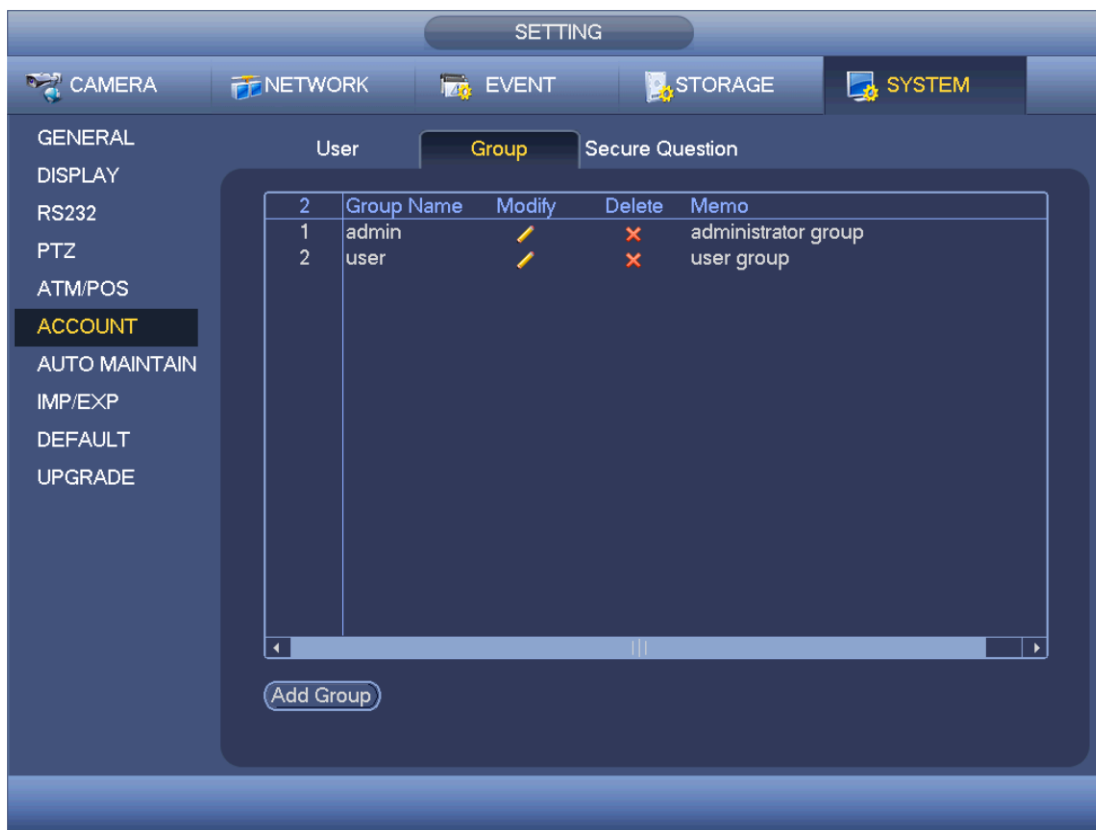 SETTING
CAMERA NETWORK EVENT STORAGE SYSTEM
GENERAL
DISPLAY
RS232
PTZ
ATM/POS
ACCOUNT
AUTO MAINTAIN
IMP/EXP
DEFAULT
UPGRADE
User Group Secure Question
2 Group Name Modify Delete Memo
1 admin administrator group
2 user user group
Add Group